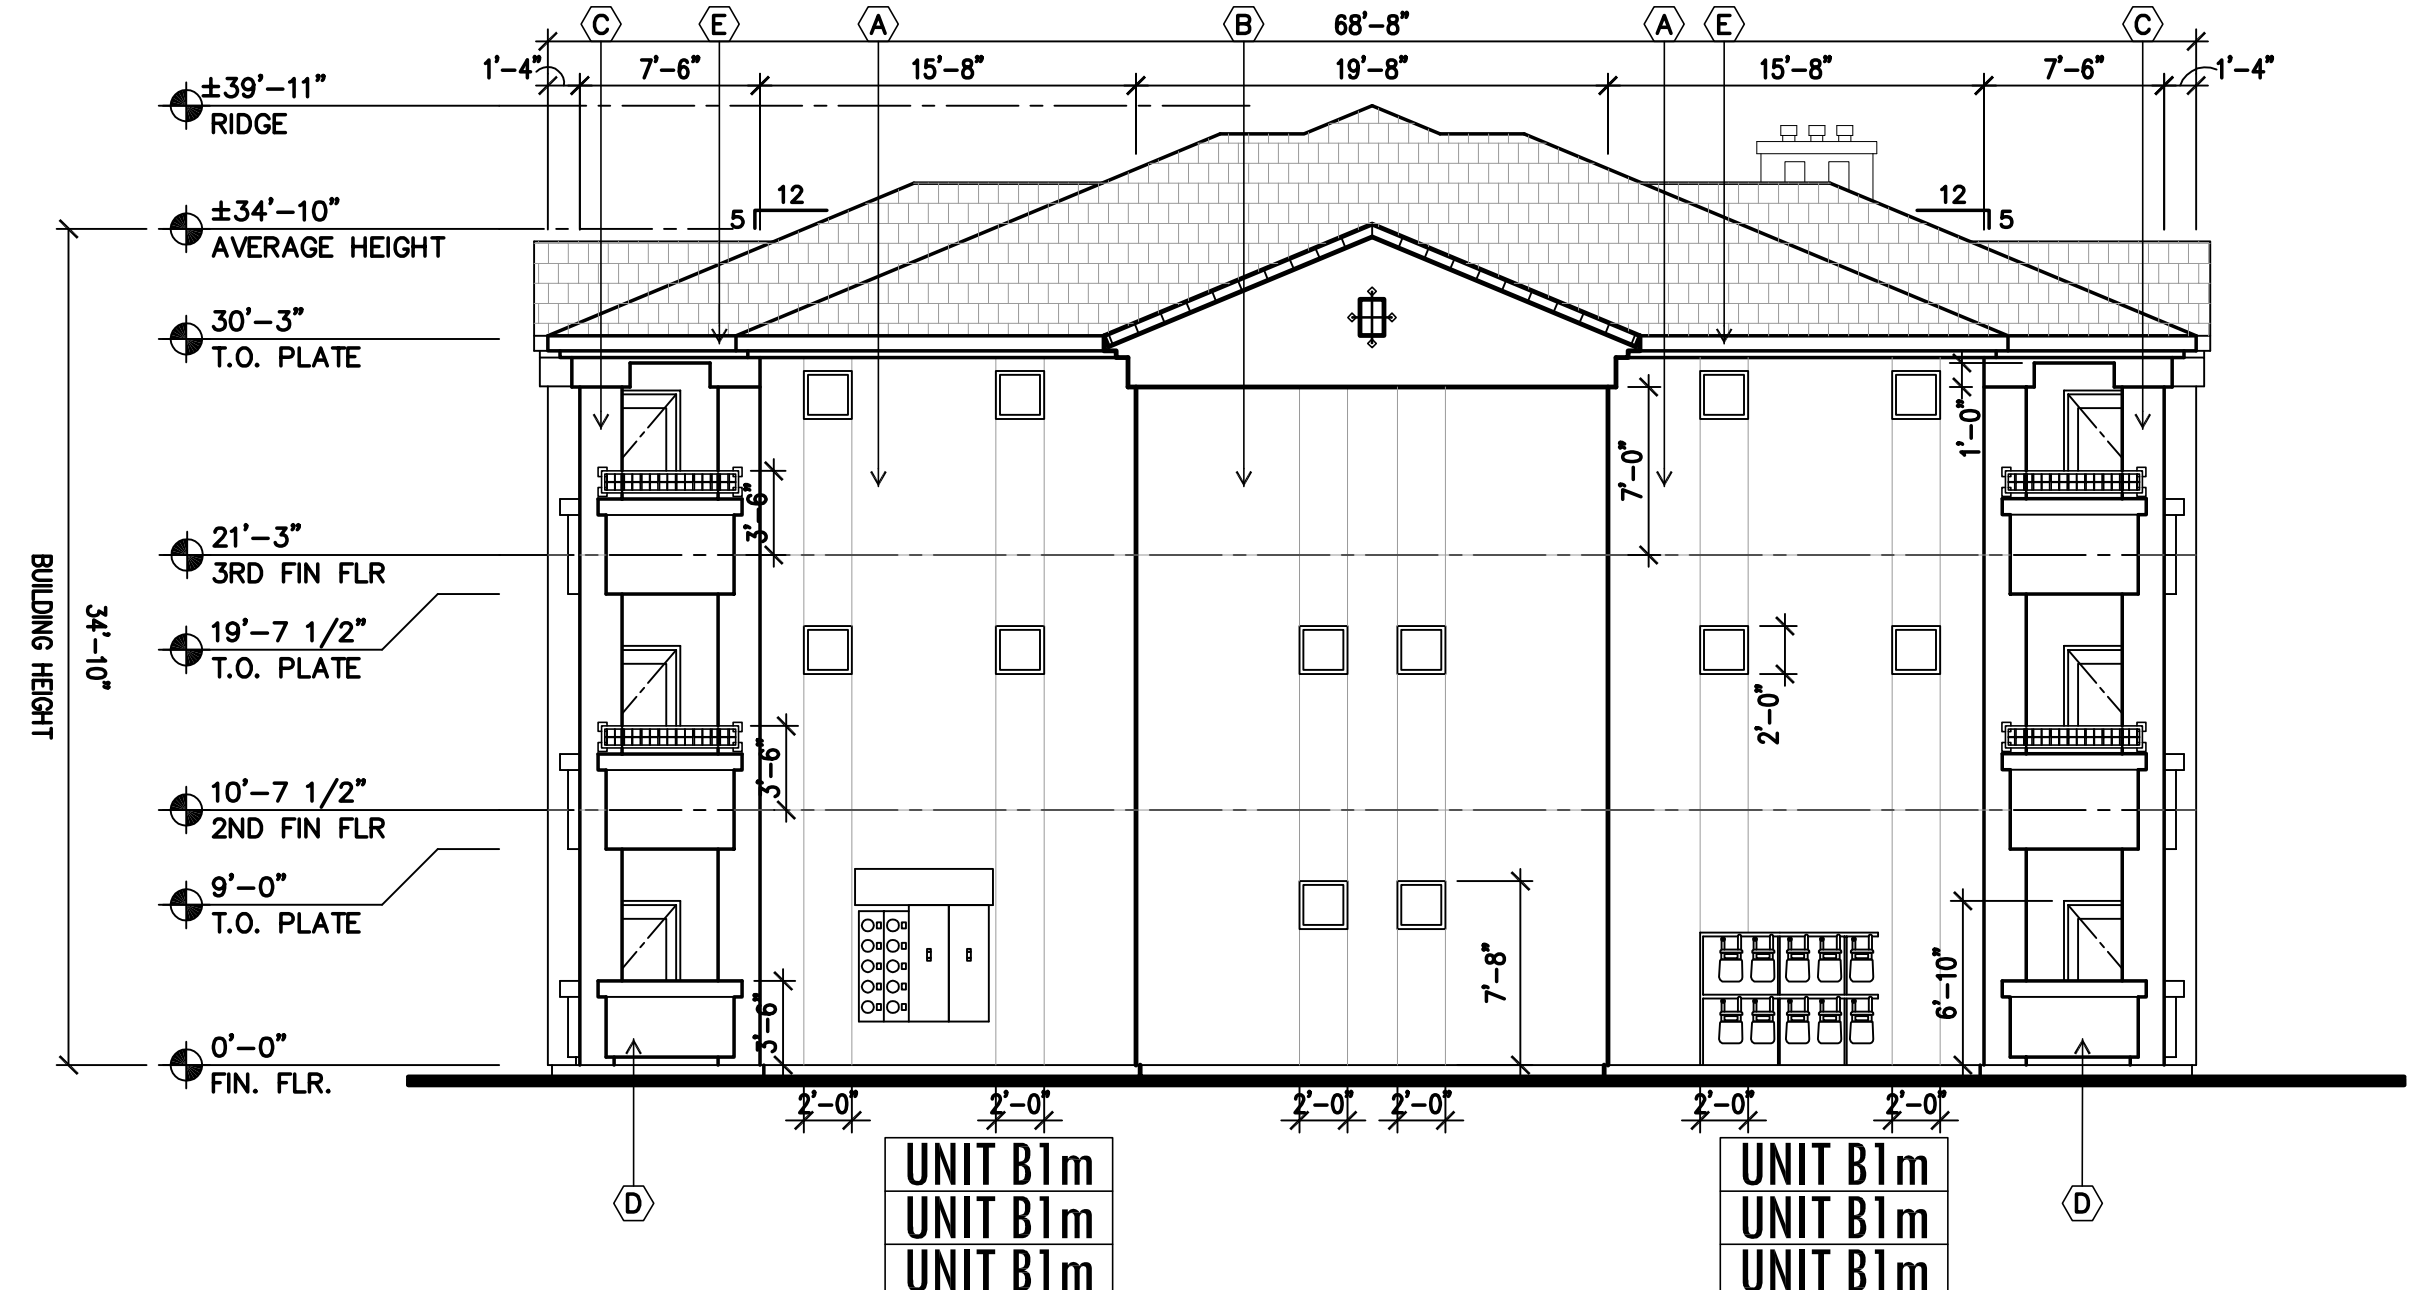 C E A B 68'-8" A E C
1'-4" 7'-6" 15'-8" 19'-8" 15'-8" 7'-6" 1'-4"
±39'-11"
RIDGE
12 12
5 5
±34'-10"
AVERAGE HEIGHT
30'-3"
T.O. PLATE
1'-0"
7'-0"
3'-6"
21'-3"
3RD FIN FLR
BUILDING HEIGHT
34'-10"
19'-7 1/2"
T.O. PLATE
2'-0"
3'-6"
10'-7 1/2"
2ND FIN FLR
9'-0"
T.O. PLATE
7'-8"
6'-10"
3'-6"
0'-0"
FIN. FLR.
2'-0" 2'-0" 2'-0" 2'-0" 2'-0" 2'-0"
UNIT B1m UNIT B1m
D UNIT B1m UNIT B1m D
UNIT B1m UNIT B1m